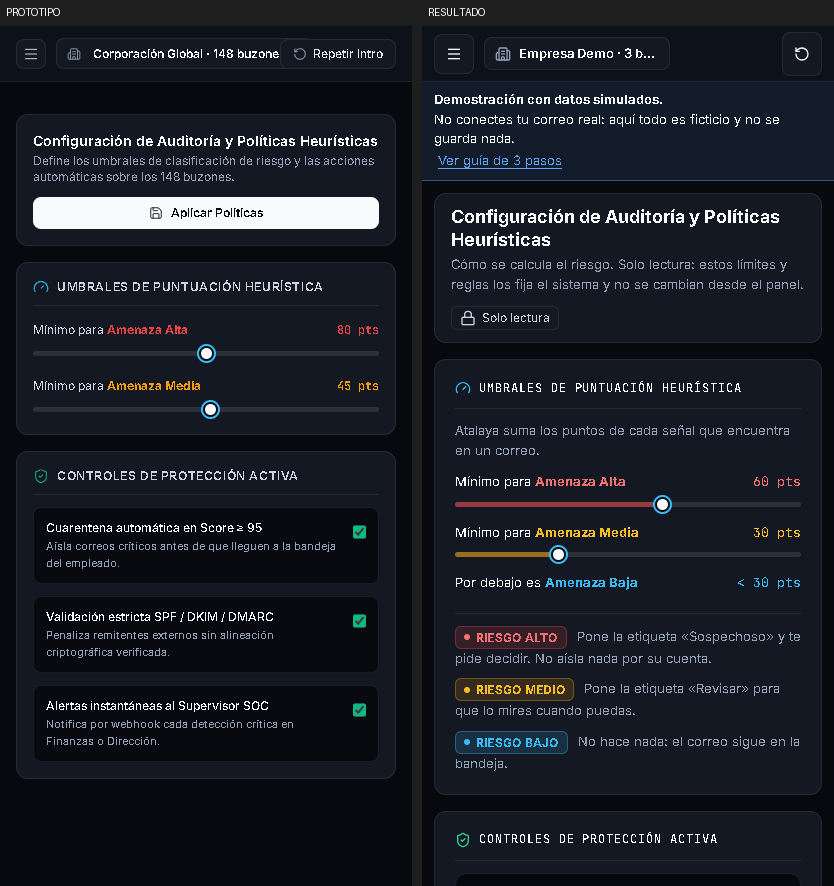 PROTOTIPO
Corporación Global · 148 buzone
Repetir Intro
Configuración de Auditoría y Políticas Heurísticas
Define los umbrales de clasificación de riesgo y las acciones
automáticas sobre los 148 buzones.
Aplicar Políticas
UMBRALES DE PUNTUACIÓN HEURÍSTICA
Mínimo para Amenaza Alta
80 pts
Mínimo para Amenaza Media
45 pts
CONTROLES DE PROTECCIÓN ACTIVA
Cuarentena automática en Score ≥ 95
Aísla correos críticos antes de que lleguen a la bandeja
del empleado.
Validación estricta SPF / DKIM / DMARC
Penaliza remitentes externos sin alineación
criptográfica verificada.
Alertas instantáneas al Supervisor SOC
Notifica por webhook cada detección crítica en
Finanzas o Dirección.
RESULTADO
Empresa Demo · 3 b...
Demostración con datos simulados.
No conectes tu correo real: aquí todo es ficticio y no se
guarda nada.
Ver guía de 3 pasos
Configuración de Auditoría y Políticas
Heurísticas
Cómo se calcula el riesgo. Solo lectura: estos límites y
reglas los fija el sistema y no se cambian desde el panel.
Solo lectura
UMBRALES DE PUNTUACIÓN HEURÍSTICA
Atalaya suma los puntos de cada señal que encuentra
en un correo.
Mínimo para Amenaza Alta
60 pts
Mínimo para Amenaza Media
30 pts
Por debajo es Amenaza Baja
< 30 pts
RIESGO ALTO Pone la etiqueta «Sospechoso» y te
pide decidir. No aísla nada por su cuenta.
RIESGO MEDIO Pone la etiqueta «Revisar» para
que lo mires cuando puedas.
RIESGO BAJO No hace nada: el correo sigue en la
bandeja.
CONTROLES DE PROTECCIÓN ACTIVA